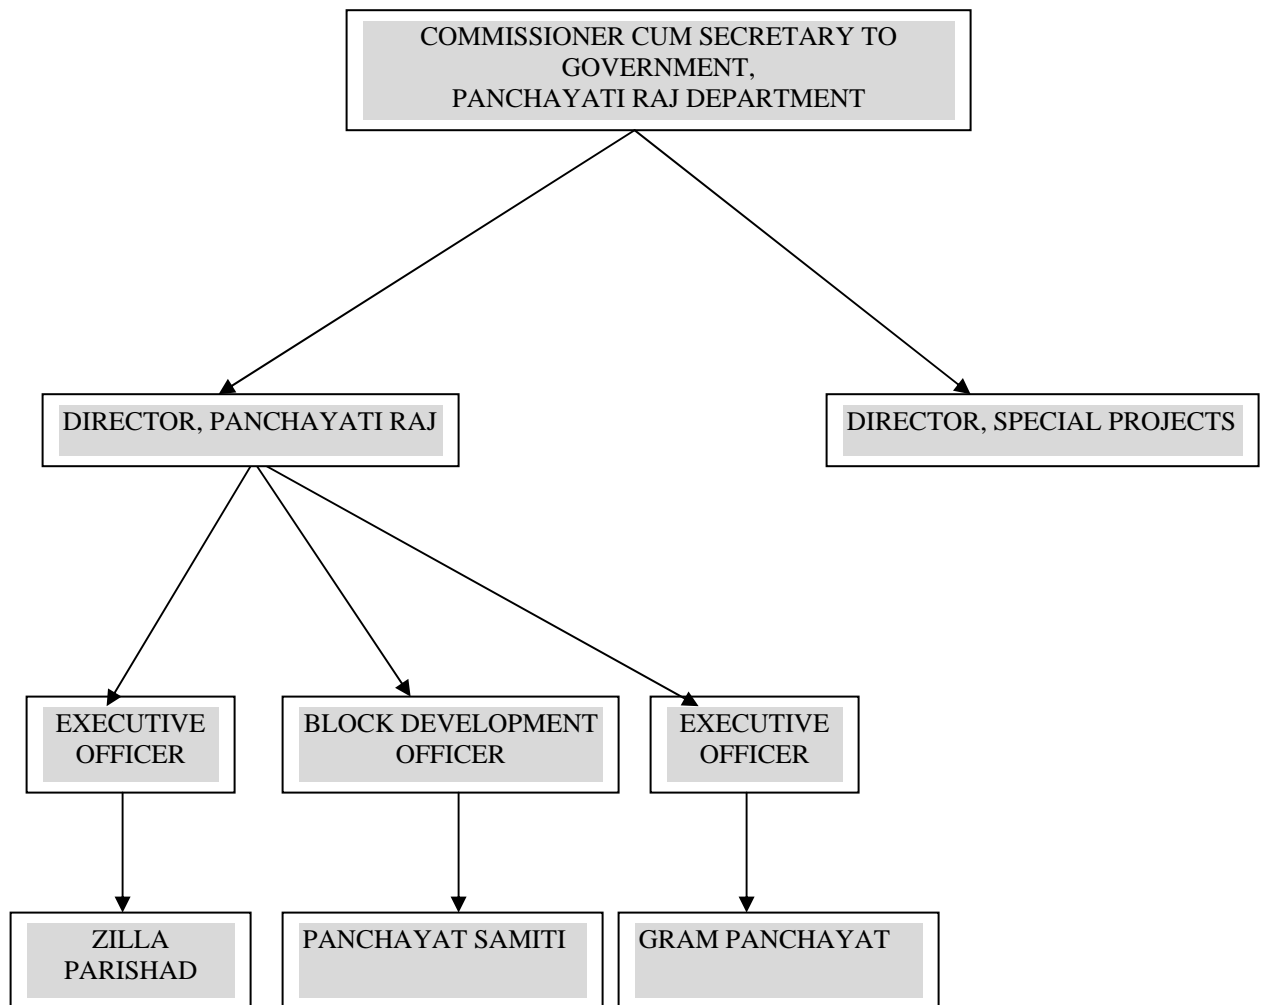 COMMISSIONER CUM SECRETARY TO
GOVERNMENT,
PANCHAYATI RAJ DEPARTMENT
DIRECTOR, PANCHAYATI RAJ
DIRECTOR, SPECIAL PROJECTS
EXECUTIVE
OFFICER
BLOCK DEVELOPMENT
OFFICER
EXECUTIVE
OFFICER
ZILLA
PARISHAD
PANCHAYAT SAMITI
GRAM PANCHAYAT